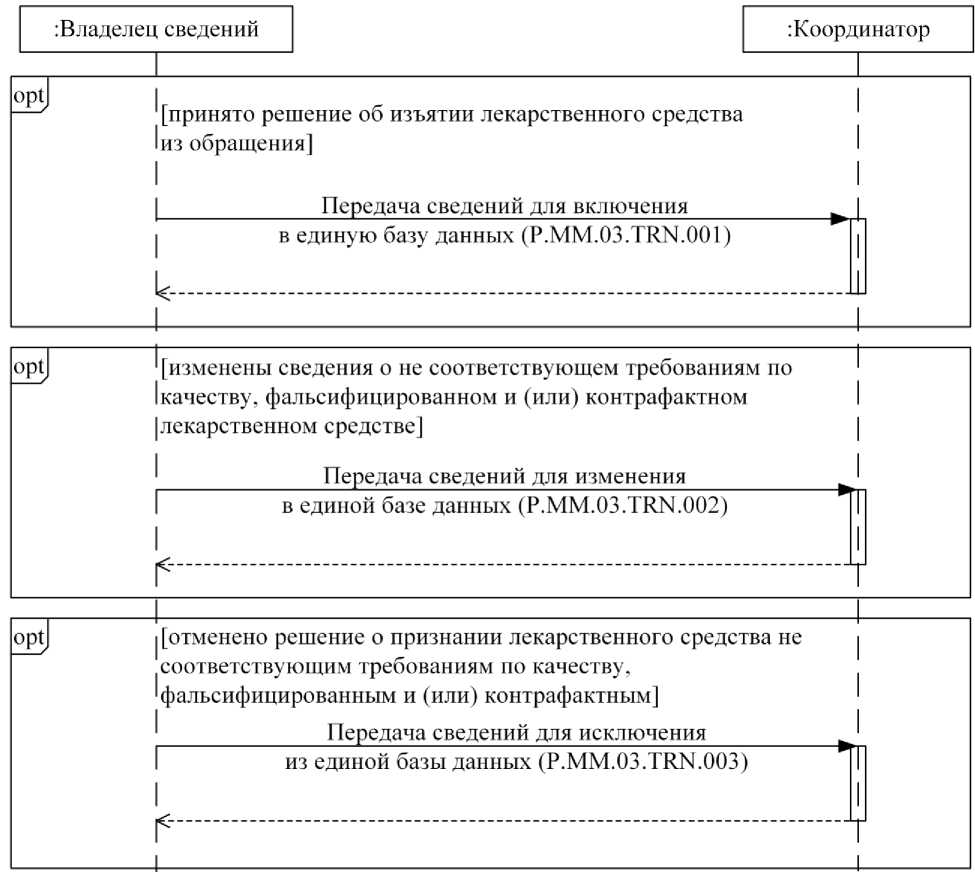 :Владелец сведений
:Координатор
opt
[принято решение об изъятии лекарственного средства
из обращения]
Передача сведений для включения
в единую базу данных (P.MM.03.TRN.001)
opt
[изменены сведения о не соответствующем требованиям по
качеству, фальсифицированном и (или) контрафактном
лекарственном средстве]
Передача сведений для изменения
в единой базе данных (P.MM.03.TRN.002)
opt
[отменено решение о признании лекарственного средства не
соответствующим требованиям по качеству,
фальсифицированным и (или) контрафактным]
Передача сведений для исключения
из единой базы данных (P.MM.03.TRN.003)